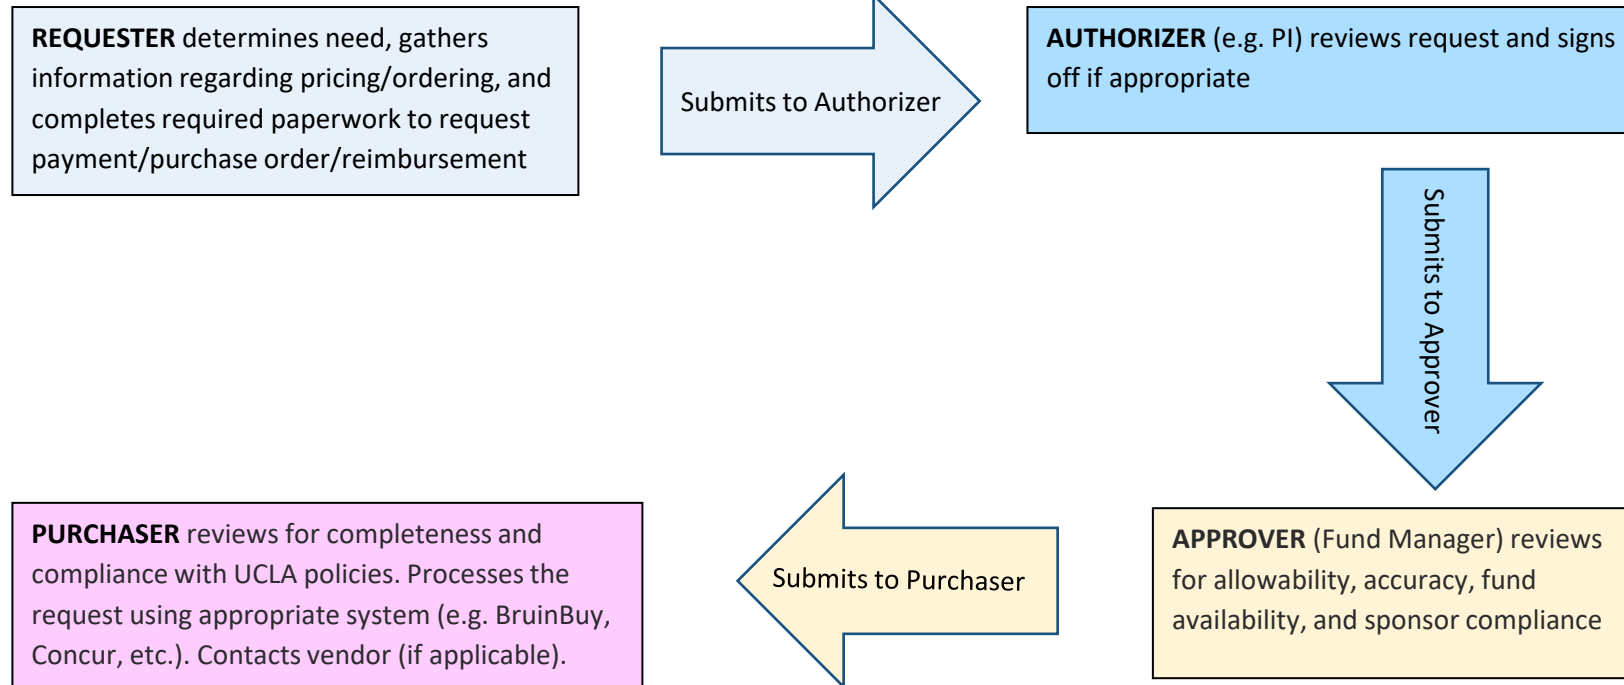 REQUESTER determines need, gathers
information regarding pricing/ordering, and
completes required paperwork to request
payment/purchase order/reimbursement
Submits to Authorizer
AUTHORIZER (e.g. PI) reviews request and signs
off if appropriate
Submits to Approver
APPROVER (Fund Manager) reviews
for allowability, accuracy, fund
availability, and sponsor compliance
Submits to Purchaser
PURCHASER reviews for completeness and
compliance with UCLA policies. Processes the
request using appropriate system (e.g. BruinBuy,
Concur, etc.). Contacts vendor (if applicable).